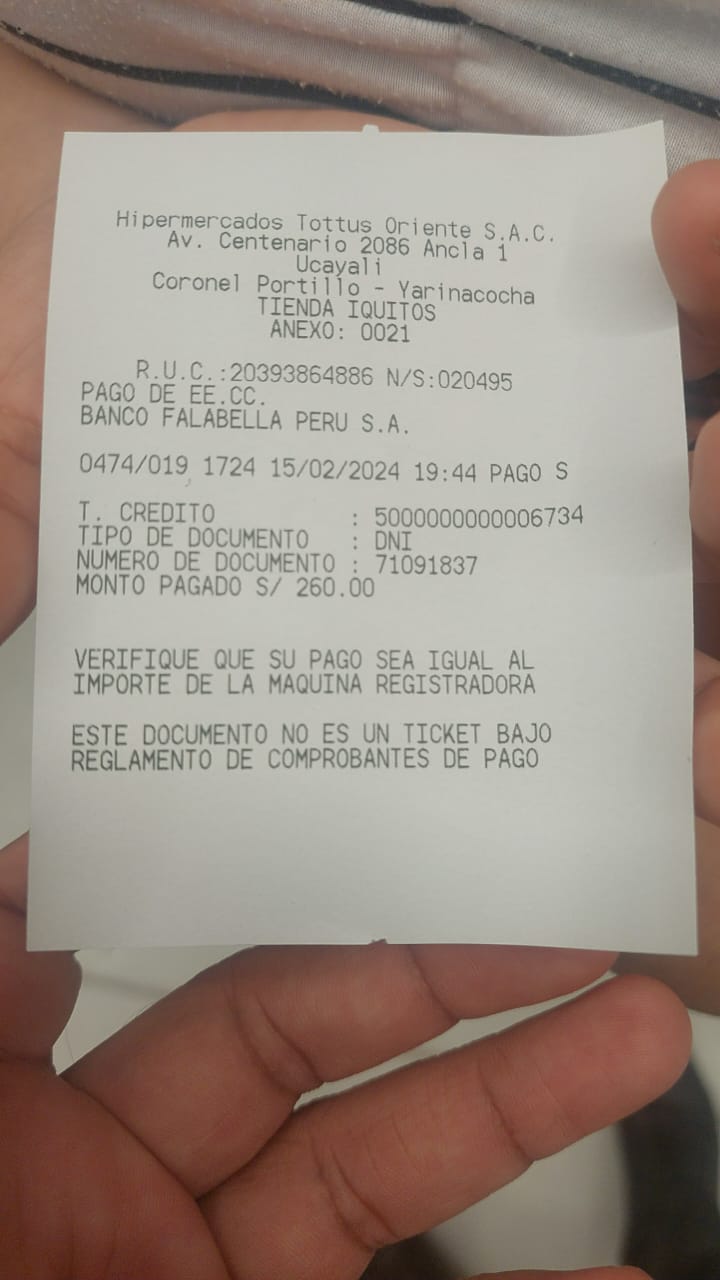 Hipermercados Tottus Oriente S.A.C.
Av. Centenario 2086 Ancla 1
Ucayali
Coronel Portillo - Yarinacocha
TIENDA IQUITOS
ANEXO: 0021
R.U.C.:20393864886 N/S:020495
PAGO DE EE.CC.
BANCO FALABELLA PERU S.A.
0474/019 1724 15/02/2024 19:44 PAGO S
T. CREDITO : 5000000000006734
TIPO DE DOCUMENTO : DNI
NUMERO DE DOCUMENTO : 71091837
MONTO PAGADO S/ 260.00
VERIFIQUE QUE SU PAGO SEA IGUAL AL
IMPORTE DE LA MAQUINA REGISTRADORA
ESTE DOCUMENTO NO ES UN TICKET BAJO
REGLAMENTO DE COMPROBANTES DE PAGO